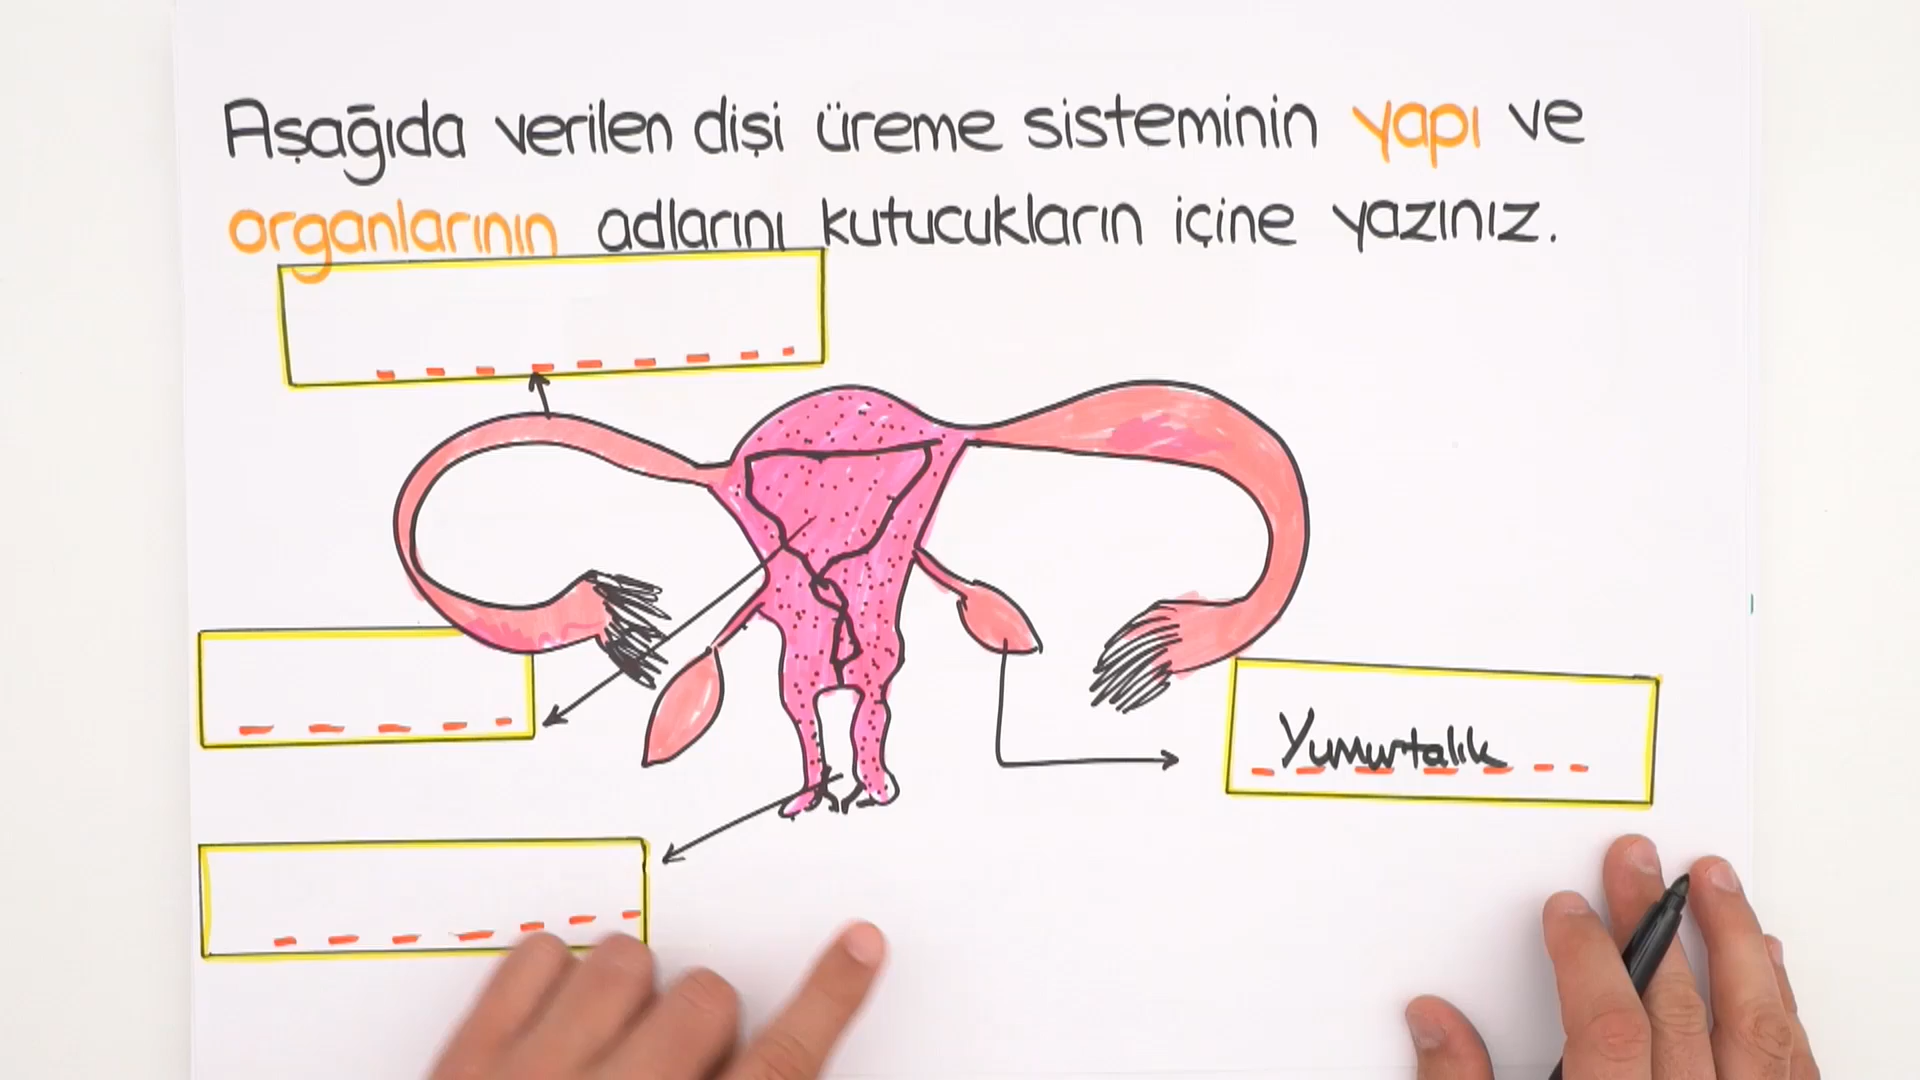 Aşağıda verilen dişi üreme sisteminin yapı ve
organlarının adlarını kutucukların içine yazınız.
Yumurtalık